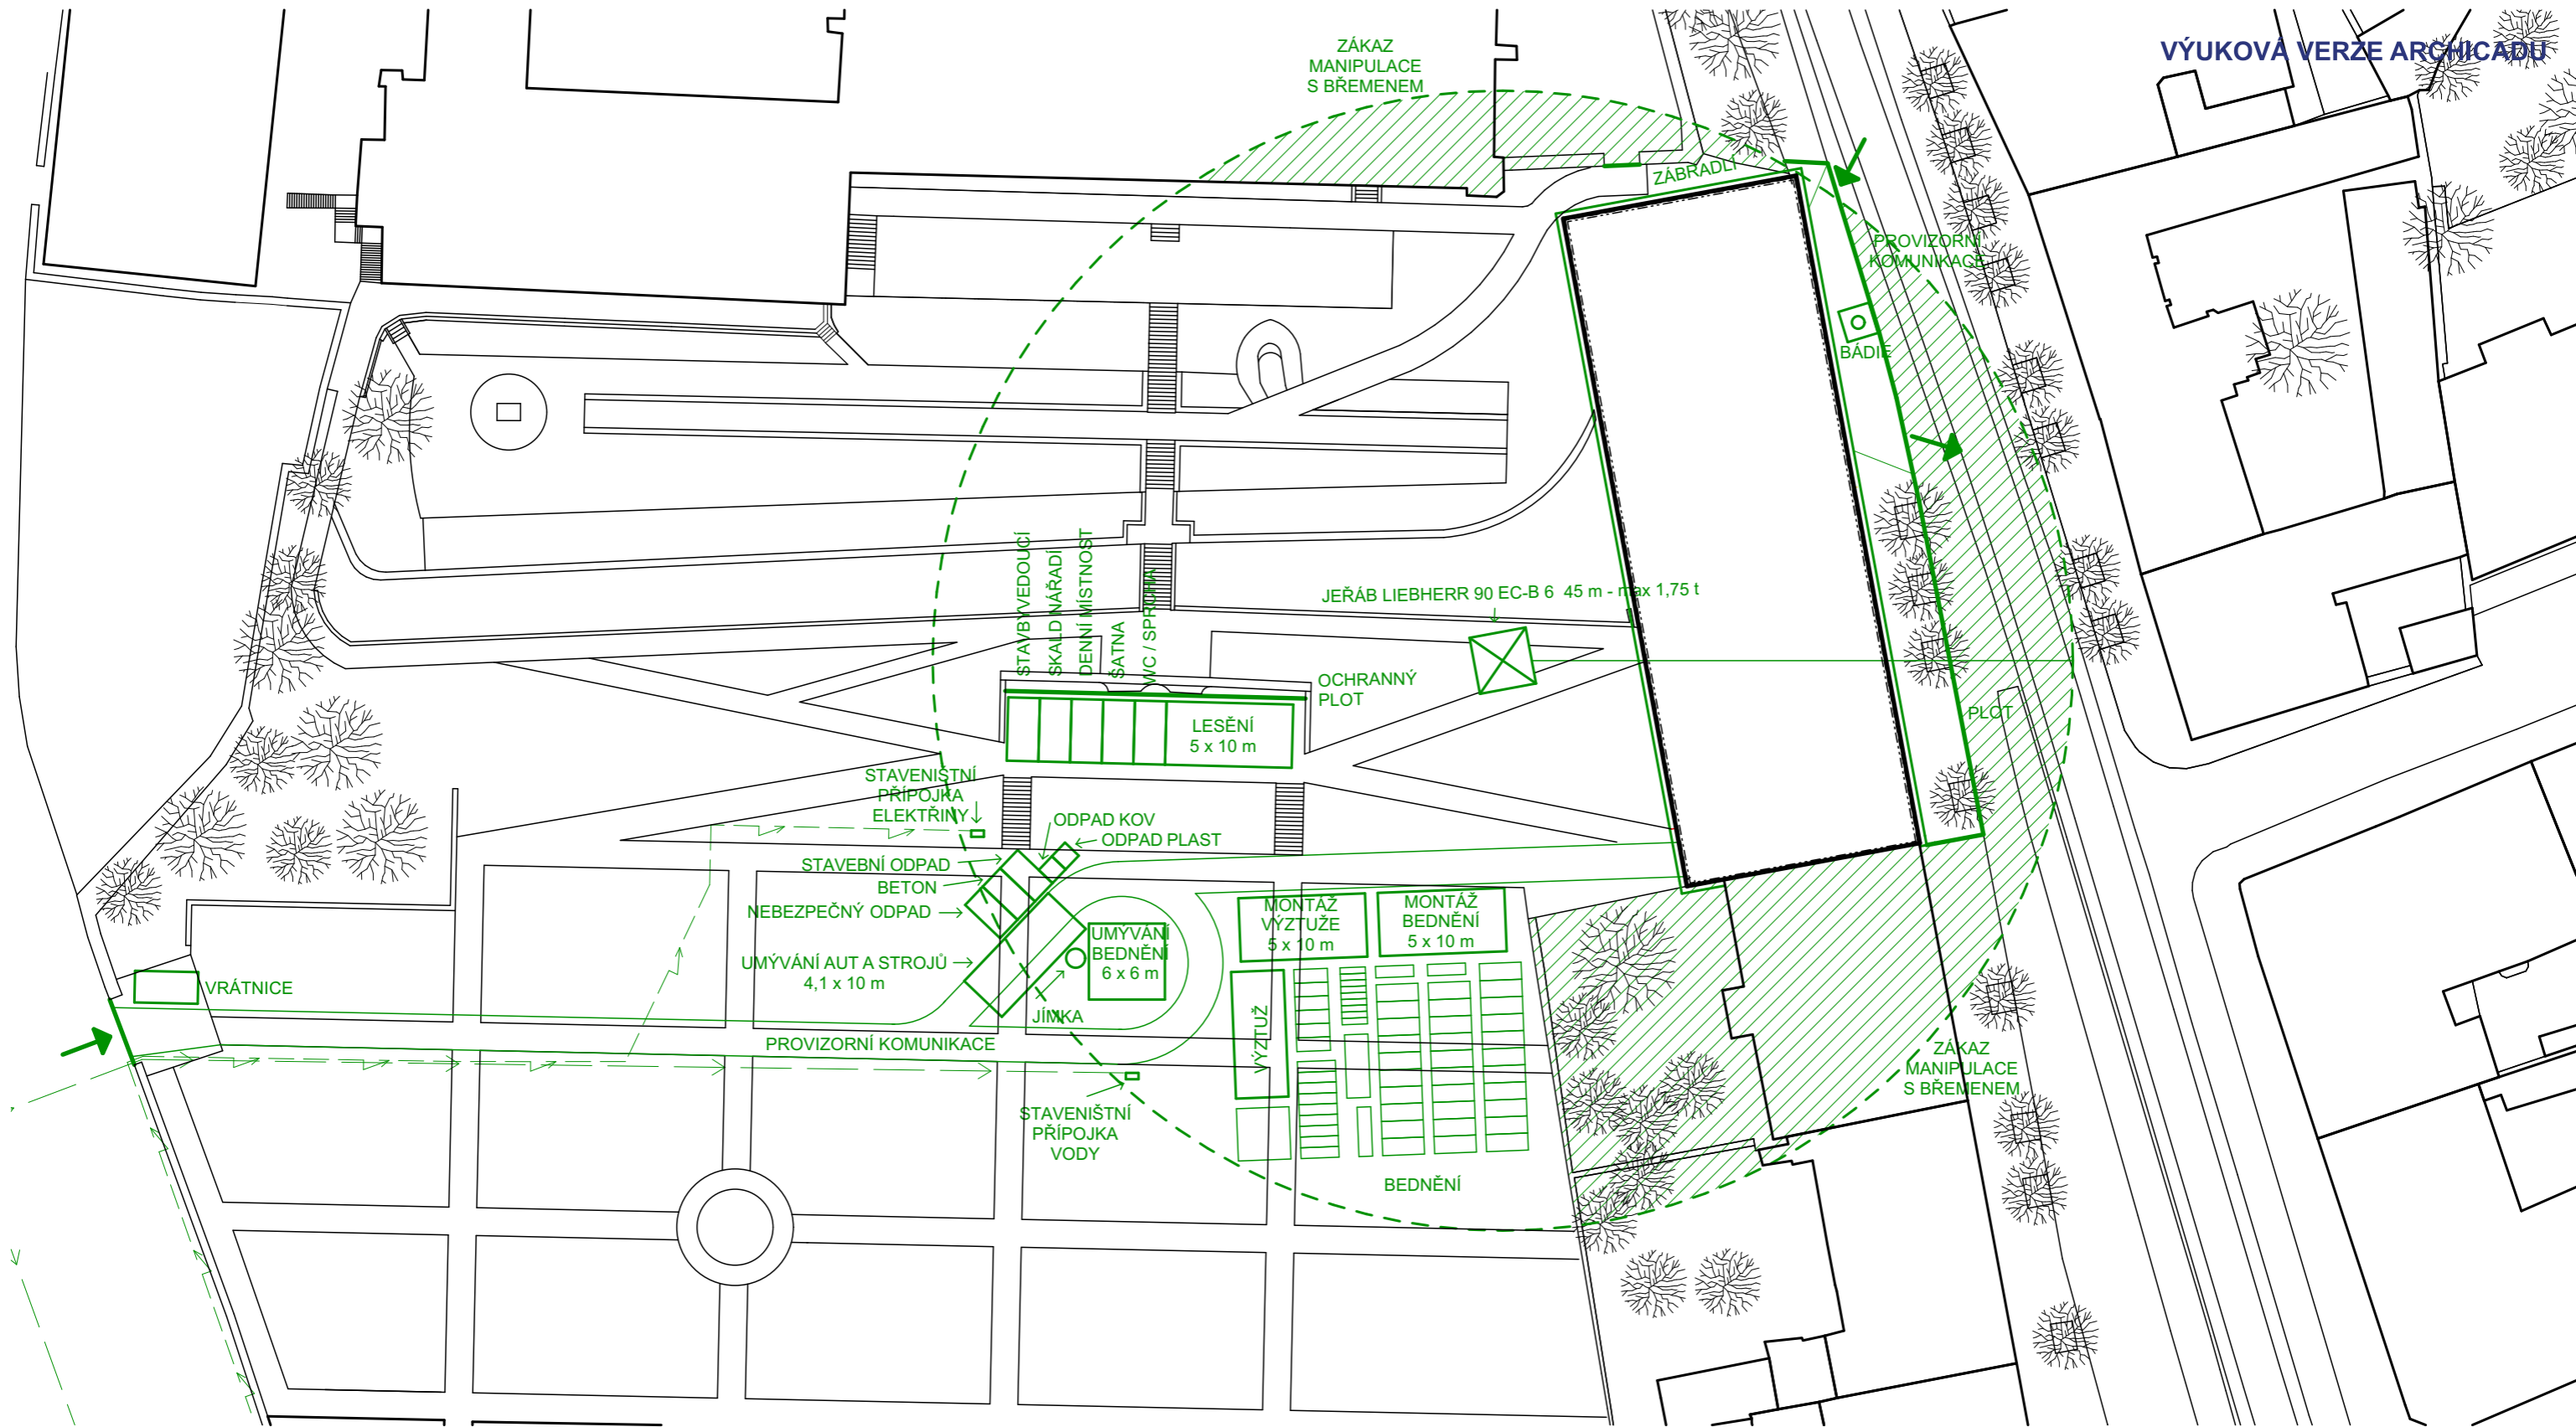 VÝUKOVÁ VERZE ARCHICADU
ZÁKAZ
MANIPULACE
S BŘEMENEM
ZÁBRADLÍ
PROVIZORNÍ
KOMUNIKACE
BÁDIE
STAVBYVEDOUCÍ
SKALD NÁŘADÍ
DENNÍ MÍSTNOST
ŠATNA
WC / SPRCHA
JEŘÁB LIEBHERR 90 EC-B 6 45 m - max 1,75 t
OCHRANNÝ
PLOT
LESĚNÍ
5 x 10 m
PLOT
STAVENIŠTNÍ
PŘÍPOJKA
ELEKTŘINY
ODPAD KOV
ODPAD PLAST
STAVEBNÍ ODPAD
BETON
NEBEZPEČNÝ ODPAD
UMÝVÁNÍ AUT A STROJŮ
4,1 x 10 m
UMÝVÁNÍ
BEDNĚNÍ
6 x 6 m
JÍMKA
MONTÁŽ
VÝZTUŽE
5 x 10 m
MONTÁŽ
BEDNĚNÍ
5 x 10 m
VÝZTUŽ
VRÁTNICE
PROVIZORNÍ KOMUNIKACE
STAVENIŠTNÍ
PŘÍPOJKA
VODY
BEDNĚNÍ
ZÁKAZ
MANIPULACE
S BŘEMENEM